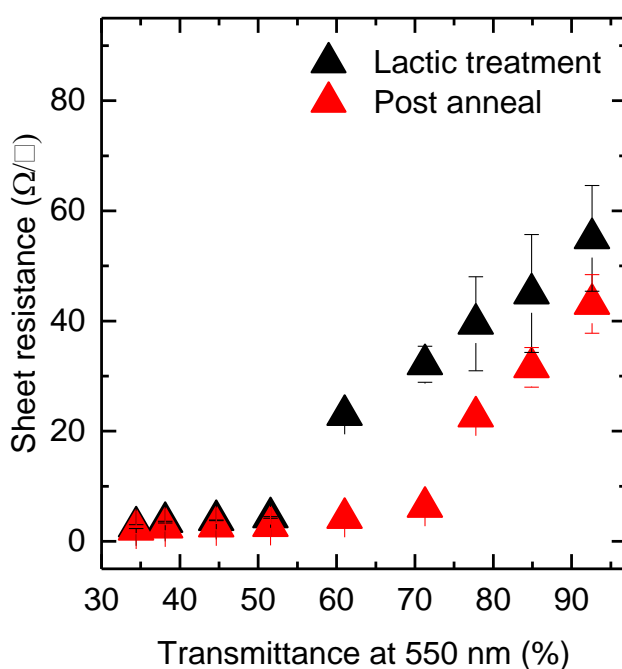 Lactic treatment
Post anneal
Sheet resistance (Ω/□)
80
60
40
20
0
30 40 50 60 70 80 90
Transmittance at 550 nm (%)